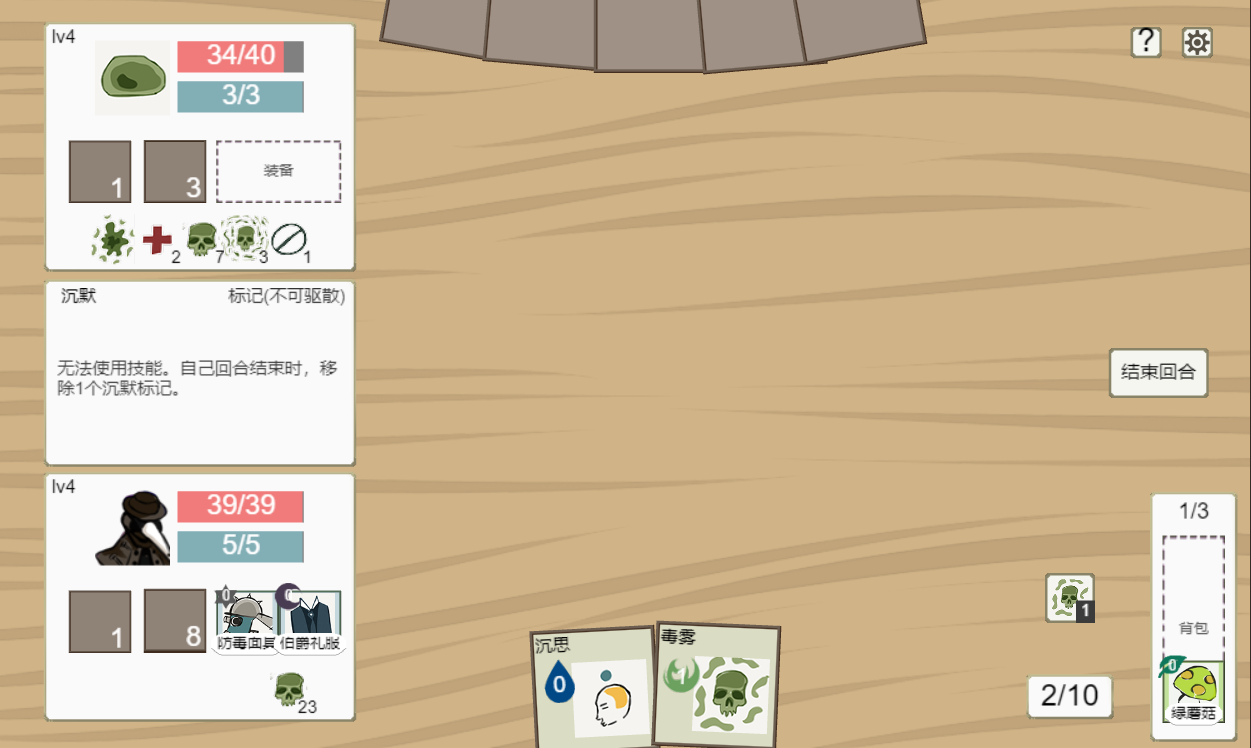 lv4
34/40
3/3
1
3
装备
2
7
3
1
沉默
标记(不可驱散)
无法使用技能。自己回合结束时，移
除1个沉默标记。
lv4
39/39
5/5
1
8
0
防毒面具
伯爵礼服
23
沉思
0
毒雾
?
结束回合
1
2/10
1/3
背包
0
绿蘑菇